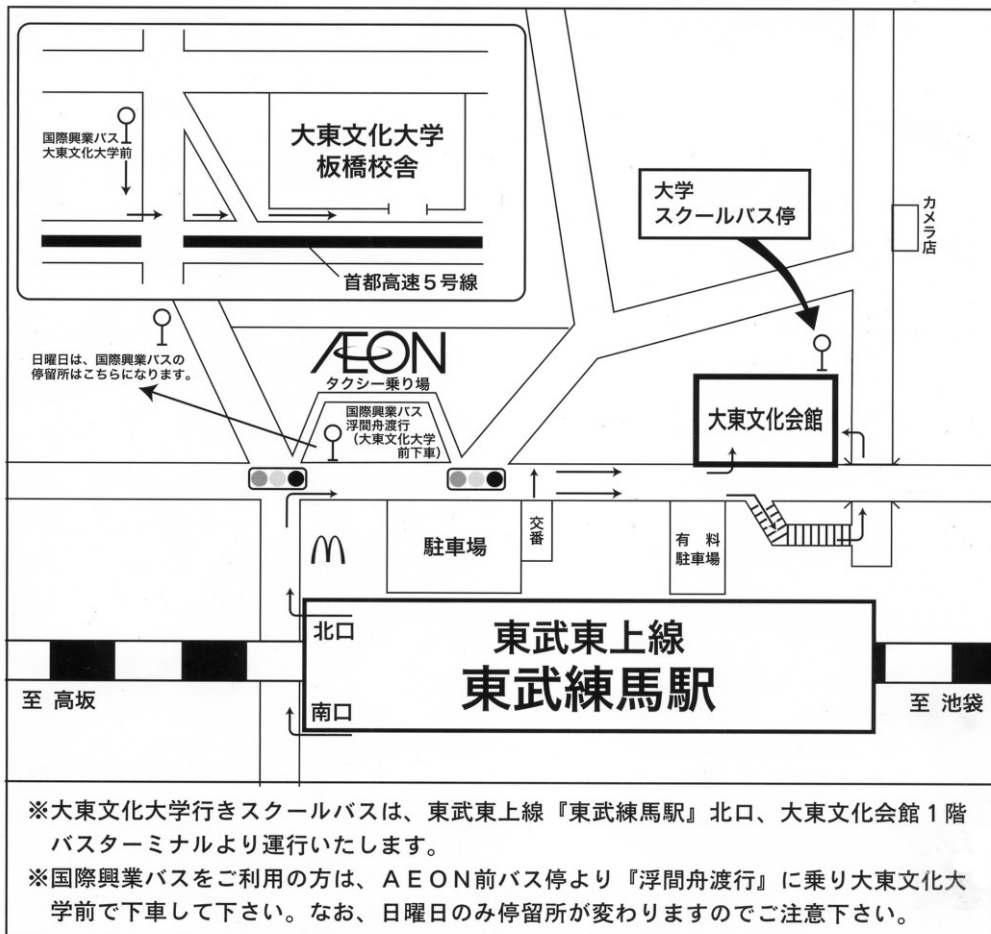 国際興業バス
大東文化大学前
大東文化大学
板橋校舎
首都高速5号線
大学
スクールバス停
カメラ店
日曜日は、国際興業バスの
停留所はこちらになります。
ÆON
タクシー乗り場
国際興業バス
浮間舟渡行
(大東文化大学
前下車)
大東文化会館
駐車場
交番
有 料
駐車場
北口
東武東上線
東武練馬駅
南口
至 高坂
至 池袋
※大東文化大学行きスクールバスは、東武東上線『東武練馬駅』北口、大東文化会館1階
バスターミナルより運行いたします。
※国際興業バスをご利用の方は、AEON前バス停より『浮間舟渡行』に乗り大東文化大
学前で下車して下さい。なお、日曜日のみ停留所が変わりますのでご注意下さい。